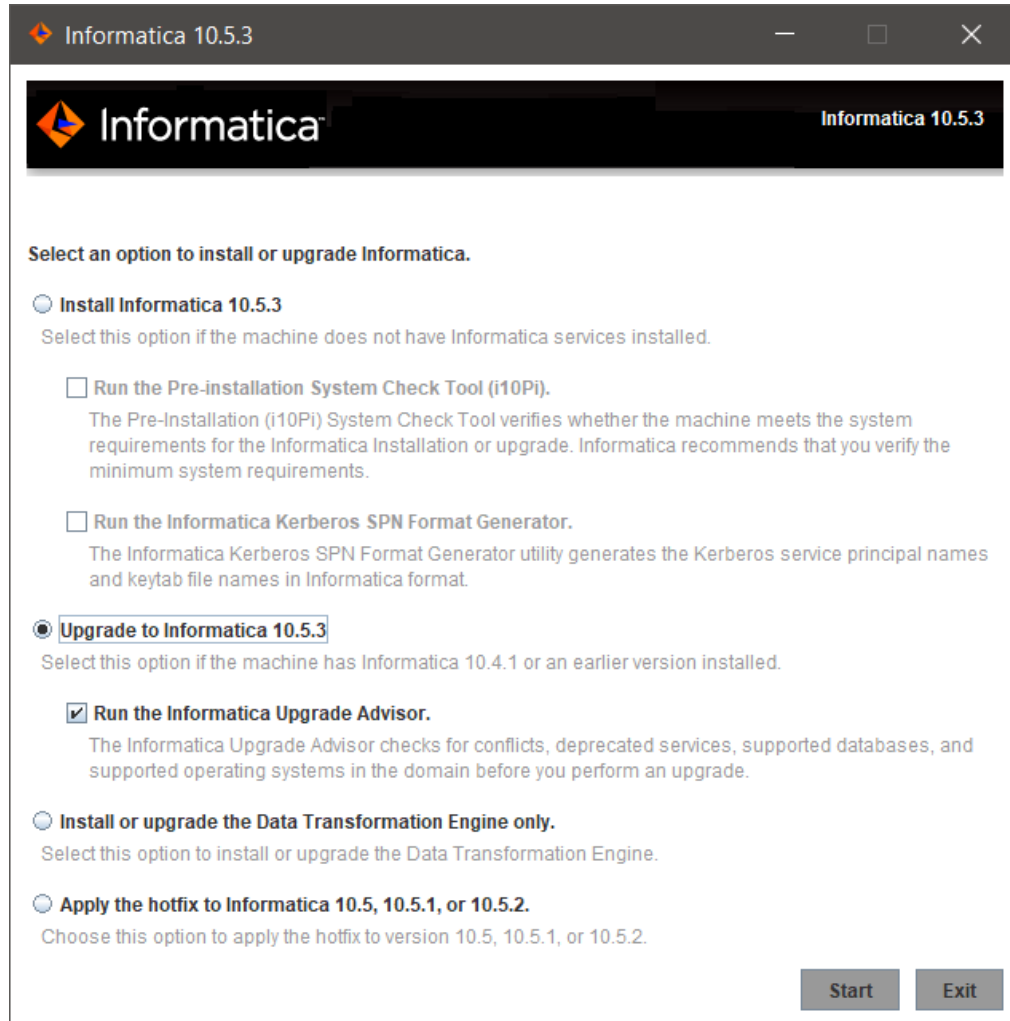 Informatica 10.5.3
Informatica™
Informatica 10.5.3
Select an option to install or upgrade Informatica.
Install Informatica 10.5.3
Select this option if the machine does not have Informatica services installed.
Run the Pre-installation System Check Tool (i10Pi).
The Pre-Installation (i10Pi) System Check Tool verifies whether the machine meets the system
requirements for the Informatica Installation or upgrade. Informatica recommends that you verify the
minimum system requirements.
Run the Informatica Kerberos SPN Format Generator.
The Informatica Kerberos SPN Format Generator utility generates the Kerberos service principal names
and keytab file names in Informatica format.
Upgrade to Informatica 10.5.3
Select this option if the machine has Informatica 10.4.1 or an earlier version installed.
Run the Informatica Upgrade Advisor.
The Informatica Upgrade Advisor checks for conflicts, deprecated services, supported databases, and
supported operating systems in the domain before you perform an upgrade.
Install or upgrade the Data Transformation Engine only.
Select this option to install or upgrade the Data Transformation Engine.
Apply the hotfix to Informatica 10.5, 10.5.1, or 10.5.2.
Choose this option to apply the hotfix to version 10.5, 10.5.1, or 10.5.2.
Start Exit